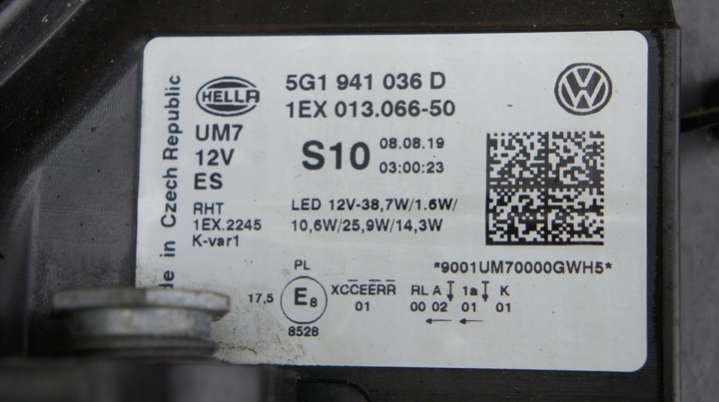 de in Czech Republic
HELLA
5G1 941 036 D
1EX 013.066-50
VW
UM7
12V
ES
S10
08.08.19
03:00:23
RHT
1EX.2245
K-var1
LED 12V-38,7W/1.6W/
10,6W/25,9W/14,3W
*9001UM70000GWH5*
PL
17,5
E8
8528
XCCEERR
01
RL A 1a K
00 02 01 01